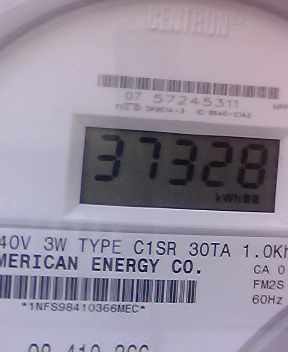 CENTRON
07 57245311
37328
kWh
40V 3W TYPE C1SR 30TA 1.0Kh
MERICAN ENERGY CO.
CA 0
FM2S
60Hz
*1NFS98410366MEC*